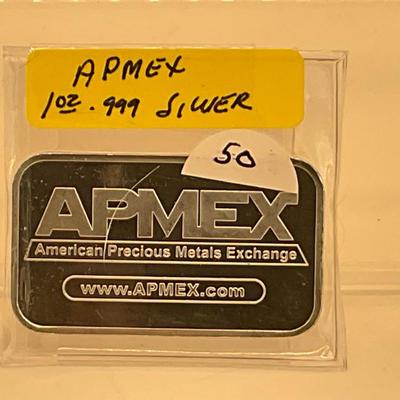 APMEX
1oz .999 SILVER
50
APMEX
American Precious Metals Exchange
www.APMEX.com